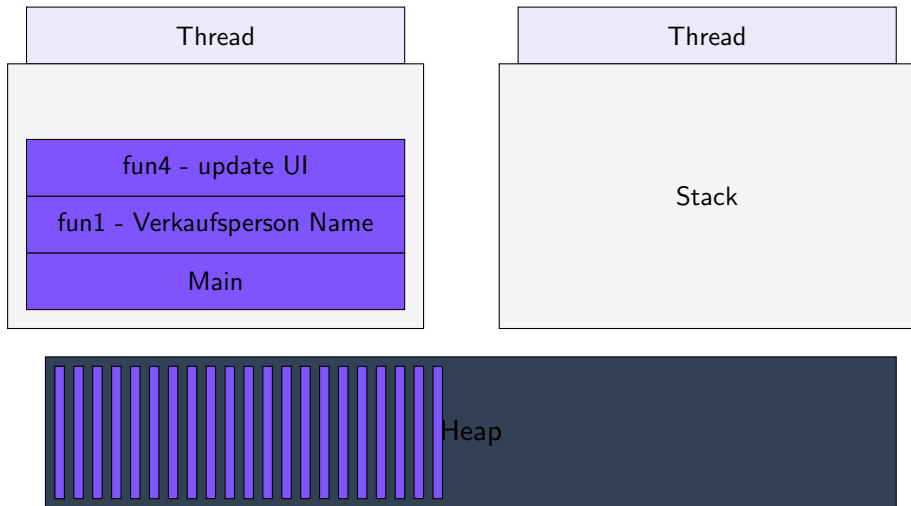 Thread
Thread
fun4 - update UI
fun1 - Verkaufsperson Name
Main
Stack
Heap